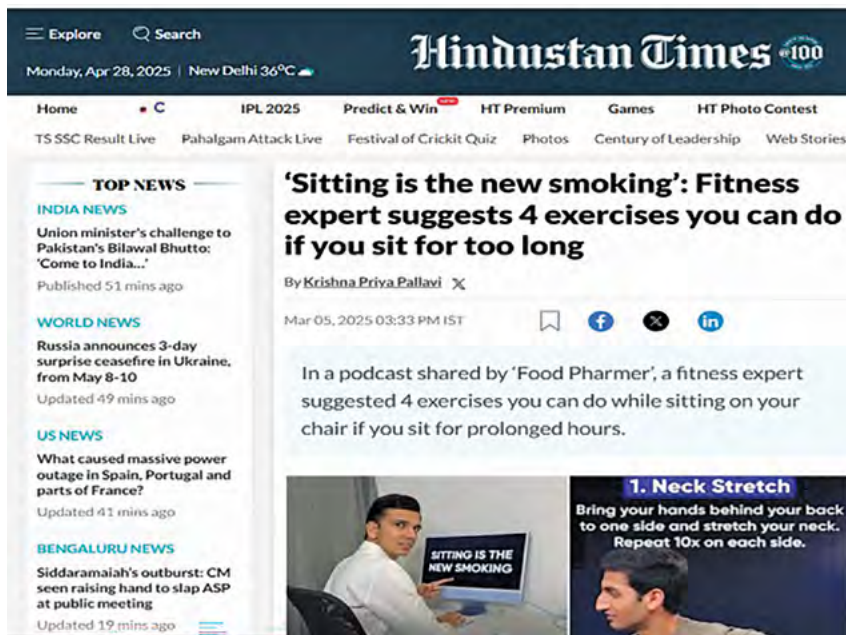 Explore Search
Hindustan Times
100
Monday, Apr 28, 2025 | New Delhi 36°C
Home C IPL 2025 Predict & Win NEW HT Premium Games HT Photo Contest
TS SSC Result Live Pahalgam Attack Live Festival of Crickit Quiz Photos Century of Leadership Web Stories
TOP NEWS
INDIA NEWS
Union minister's challenge to
Pakistan's Bilawal Bhutto:
'Come to India...'
Published 51 mins ago
WORLD NEWS
Russia announces 3-day
surprise ceasefire in Ukraine,
from May 8-10
Updated 49 mins ago
US NEWS
What caused massive power
outage in Spain, Portugal and
parts of France?
Updated 41 mins ago
BENGALURU NEWS
Siddaramaiah's outburst: CM
seen raising hand to slap ASP
at public meeting
Updated 19 mins ago
'Sitting is the new smoking': Fitness
expert suggests 4 exercises you can do
if you sit for too long
By Krishna Priya Pallavi X
Mar 05, 2025 03:33 PM IST
f X in
In a podcast shared by 'Food Pharmer', a fitness expert
suggested 4 exercises you can do while sitting on your
chair if you sit for prolonged hours.
SITTING IS THE
NEW SMOKING
1. Neck Stretch
Bring your hands behind your back
to one side and stretch your neck.
Repeat 10x on each side.